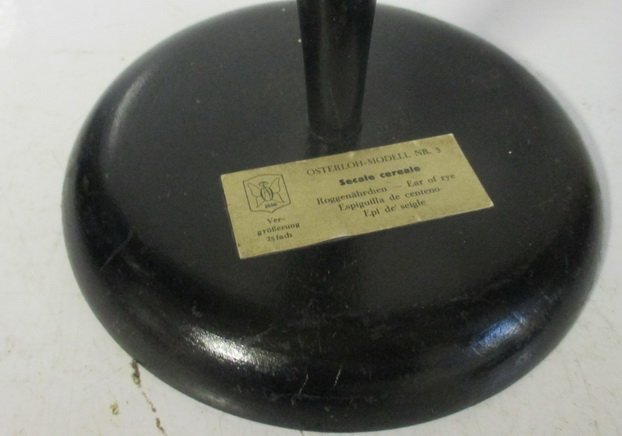 OSTERLOH-MODELL NR. 5
Secale cereale
Roggenährchen — Ear of rye
Espiguilla de centeno
Epi de seigle
Ver-
größerung
25fach